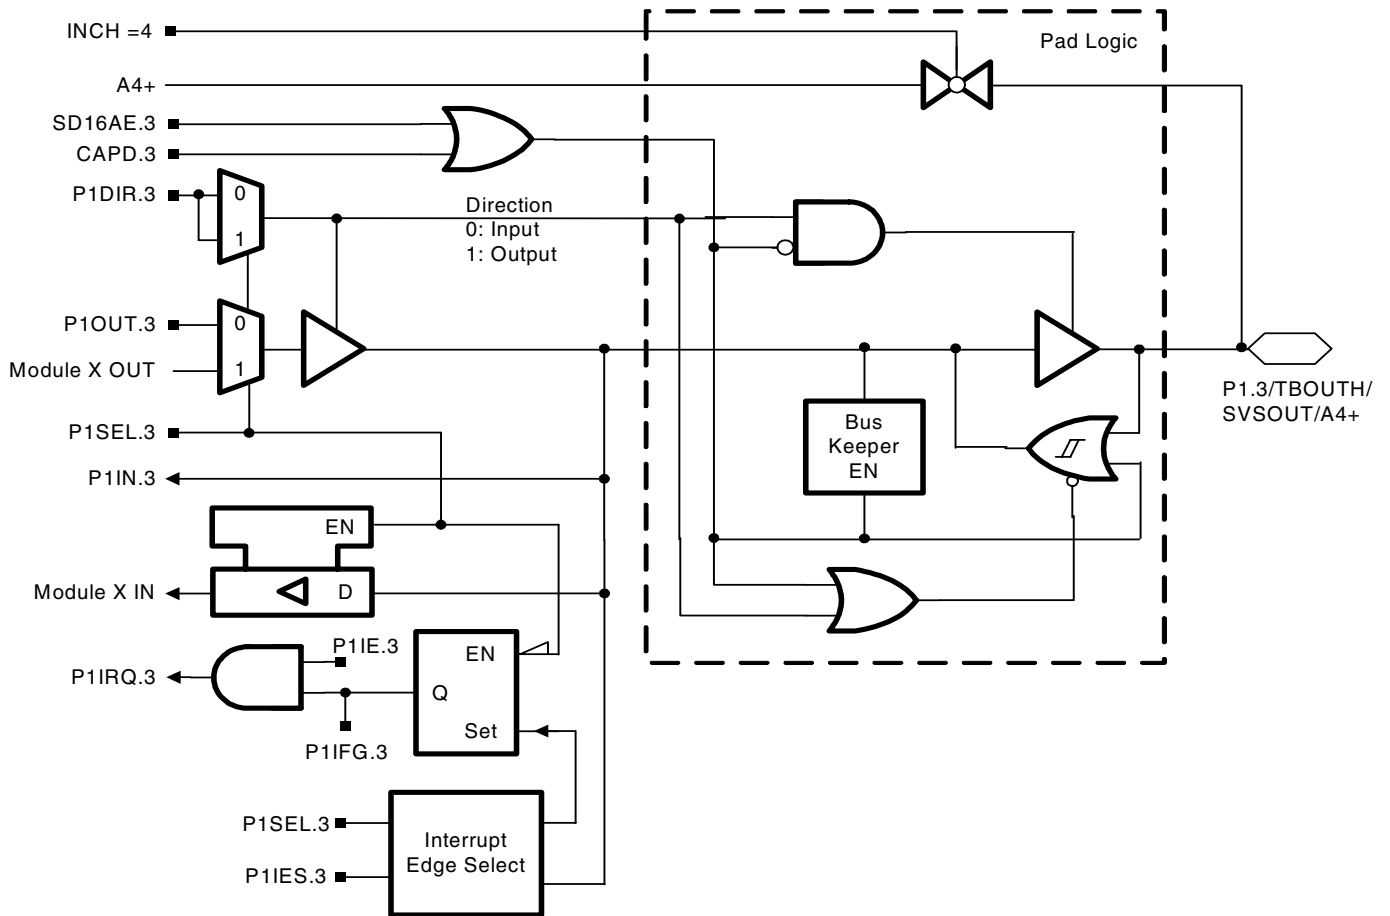 INCH =4
Pad Logic
A4+
SD16AE.3
CAPD.3
P1DIR.3
0
1
Direction
0: Input
1: Output
P1OUT.3
0
Module X OUT
1
P1.3/TBOUTH/
SVSOUT/A4+
P1SEL.3
Bus
Keeper
EN
P1IN.3
EN
Module X IN
D
P1IE.3
EN
P1IRQ.3
Q
Set
P1IFG.3
P1SEL.3
Interrupt
Edge Select
P1IES.3